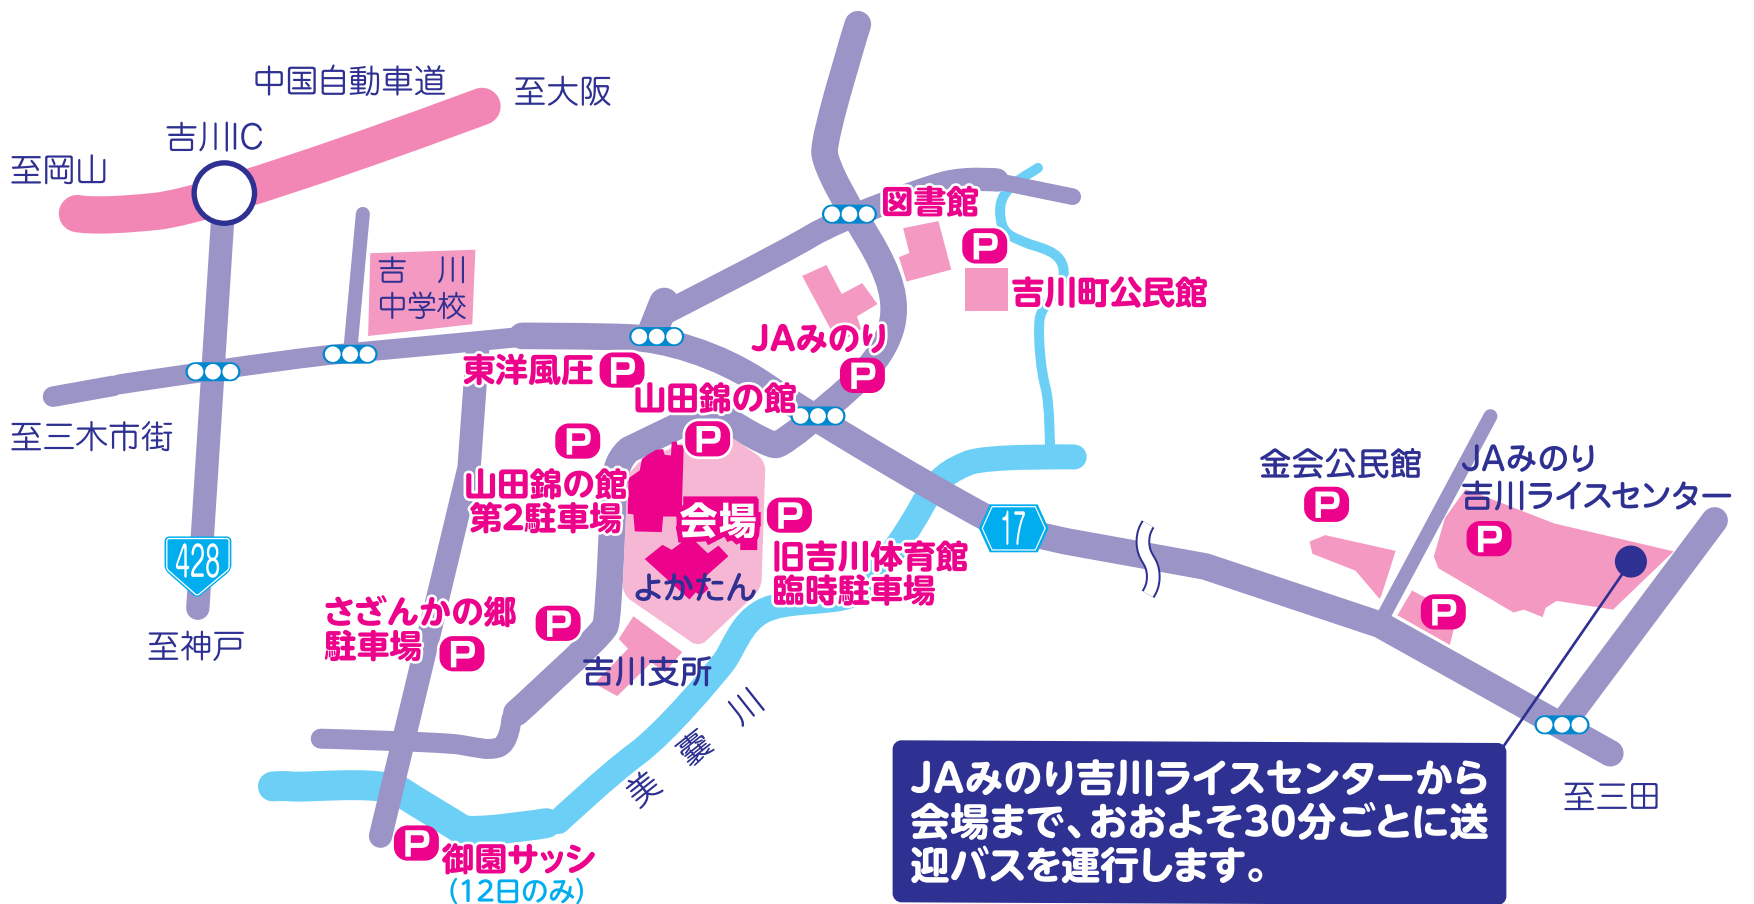 中国自動車道
至大阪
吉川IC
至岡山
図書館
P
吉川町公民館
吉　川
中学校
JAみのり
P
東洋風圧 P
山田錦の館
P
P
至三木市街
山田錦の館
第2駐車場
会場
P
旧吉川体育館
臨時駐車場
よかたん
17
金会公民館
P
JAみのり
吉川ライスセンター
P
P
428
至神戸
さざんかの郷
駐車場
P
P
吉川支所
美嚢川
至三田
JAみのり吉川ライスセンターから
会場まで、おおよそ30分ごとに送
迎バスを運行します。
P
御園サッシ
(12日のみ)